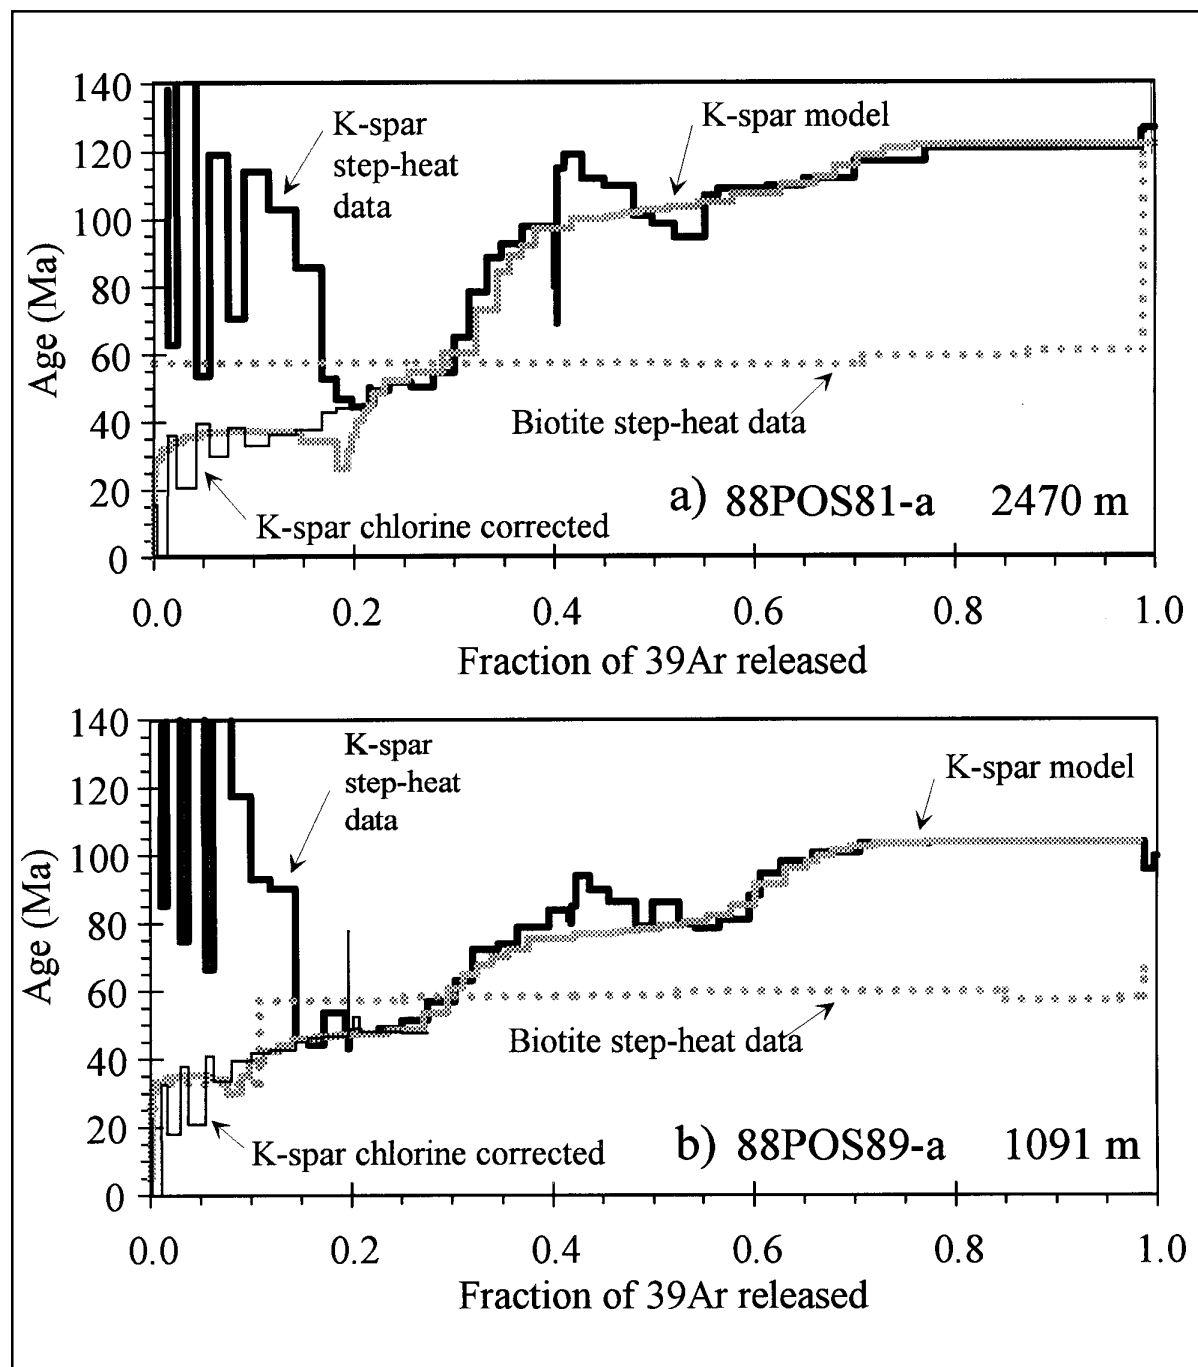 140
120
100
80
60
40
20
0
Age (Ma)
K-spar
step-heat
data
K-spar model
Biotite step-heat data
K-spar chlorine corrected
a) 88POS81-a 2470 m
0.0 0.2 0.4 0.6 0.8 1.0
Fraction of 39Ar released
140
120
100
80
60
40
20
0
Age (Ma)
K-spar
step-heat
data
K-spar model
Biotite step-heat data
K-spar chlorine corrected
b) 88POS89-a 1091 m
0.0 0.2 0.4 0.6 0.8 1.0
Fraction of 39Ar released